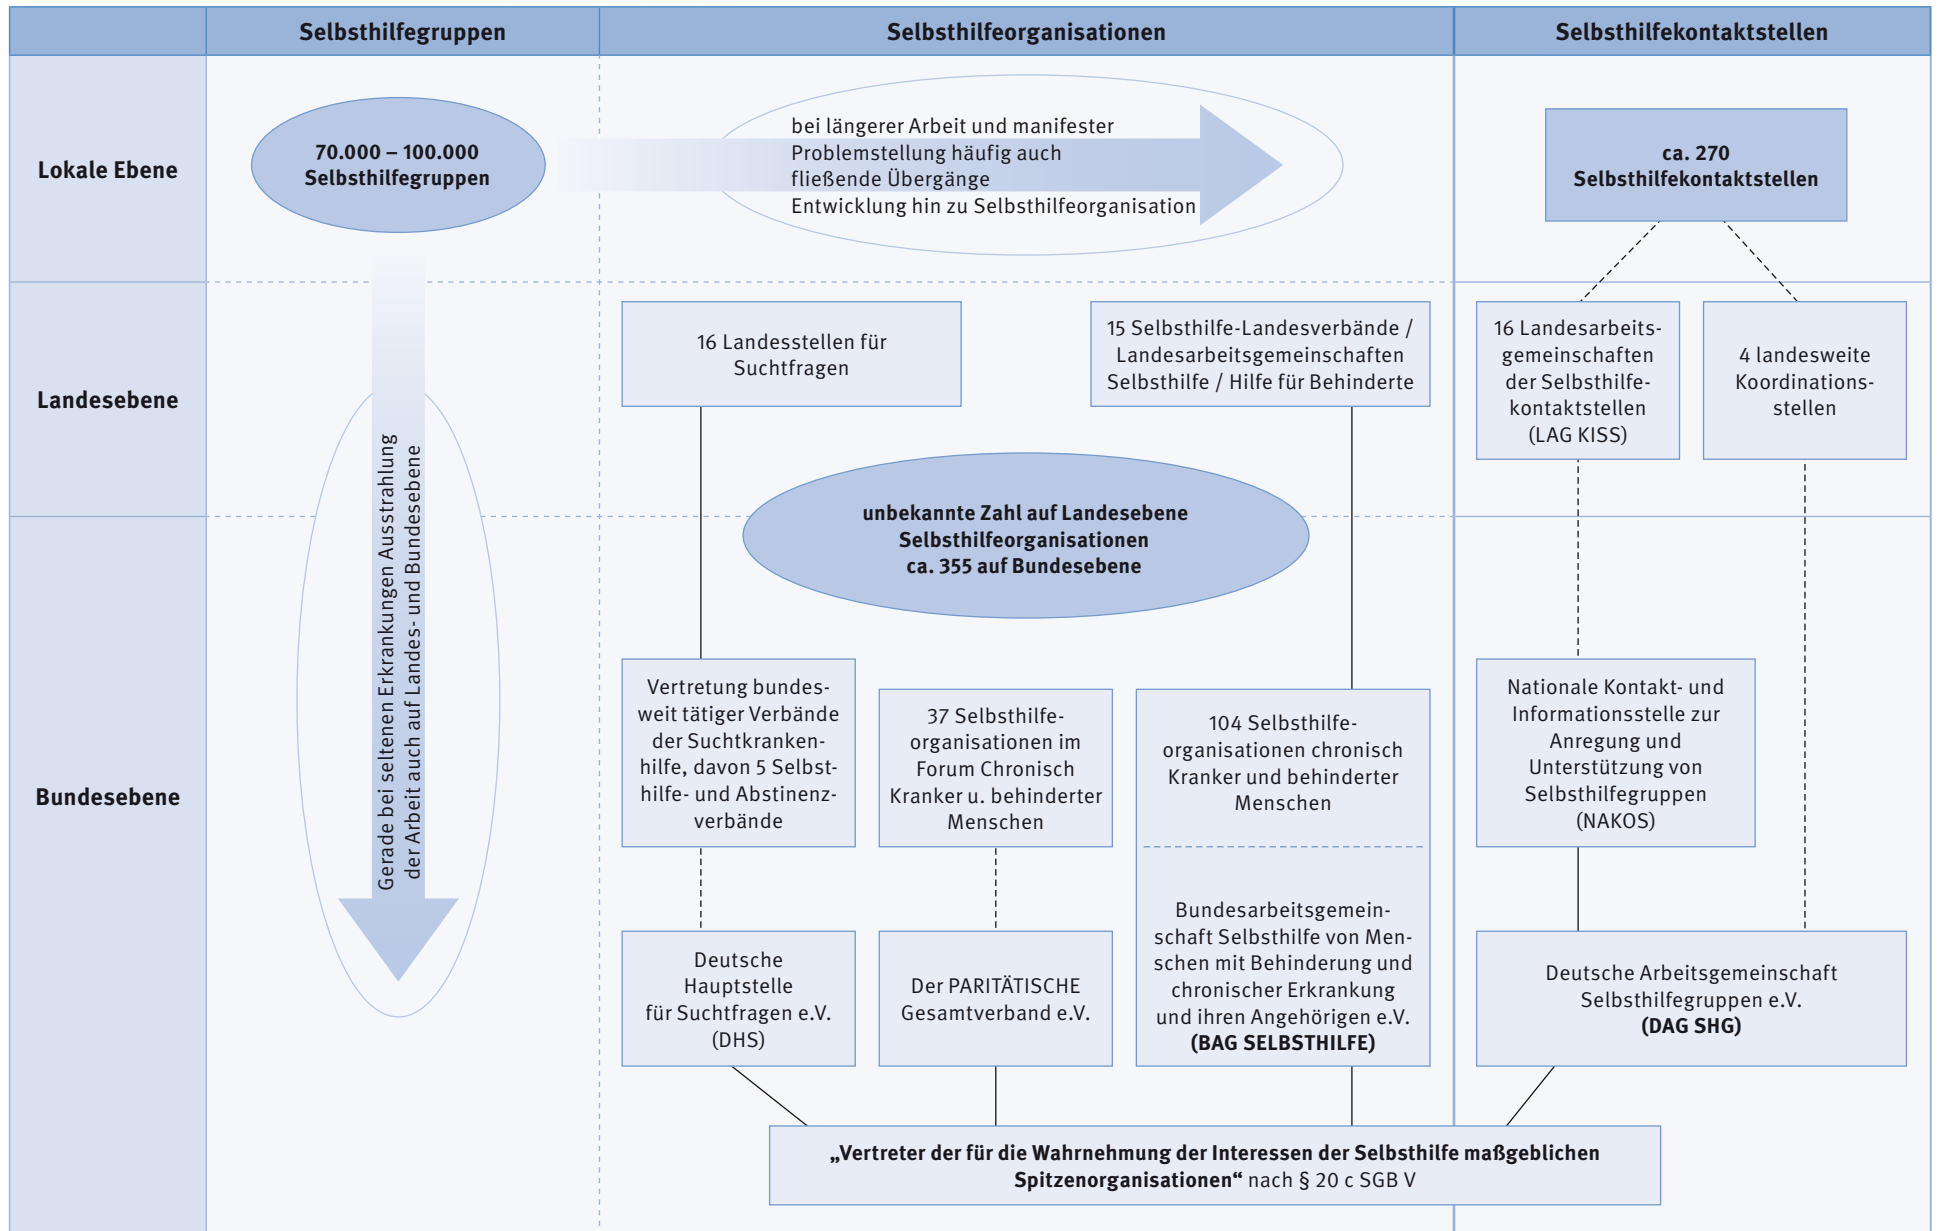 Selbsthilfegruppen
Selbsthilfeorganisationen
Selbsthilfekontaktstellen
Lokale Ebene
70.000 – 100.000
Selbsthilfegruppen
bei längerer Arbeit und manifester
Problemstellung häufig auch
fließende Übergänge
Entwicklung hin zu Selbsthilfeorganisation
ca. 270
Selbsthilfekontaktstellen
Landesebene
16 Landesstellen für
Suchtfragen
15 Selbsthilfe-Landesverbände /
Landesarbeitsgemeinschaften
Selbsthilfe / Hilfe für Behinderte
16 Landesarbeits-
gemeinschaften
der Selbsthilfe-
kontaktstellen
(LAG KISS)
4 landesweite
Koordinations-
stellen
Gerade bei seltenen Erkrankungen Ausstrahlung
der Arbeit auch auf Landes- und Bundesebene
unbekannte Zahl auf Landesebene
Selbsthilfeorganisationen
ca. 355 auf Bundesebene
Bundesebene
Vertretung bundes-
weit tätiger Verbände
der Suchtkranken-
hilfe, davon 5 Selbst-
hilfe- und Abstinenz-
verbände
37 Selbsthilfe-
organisationen im
Forum Chronisch
Kranker u. behinderter
Menschen
104 Selbsthilfe-
organisationen chronisch
Kranker und behinderter
Menschen
Nationale Kontakt- und
Informationsstelle zur
Anregung und
Unterstützung von
Selbsthilfegruppen
(NAKOS)
Deutsche
Hauptstelle
für Suchtfragen e.V.
(DHS)
Der PARITÄTISCHE
Gesamtverband e.V.
Bundesarbeitsgemein-
schaft Selbsthilfe von Men-
schen mit Behinderung und
chronischer Erkrankung
und ihren Angehörigen e.V.
(BAG SELBSTHILFE)
Deutsche Arbeitsgemeinschaft
Selbsthilfegruppen e.V.
(DAG SHG)
„Vertreter der für die Wahrnehmung der Interessen der Selbsthilfe maßgeblichen
Spitzenorganisationen“ nach § 20 c SGB V